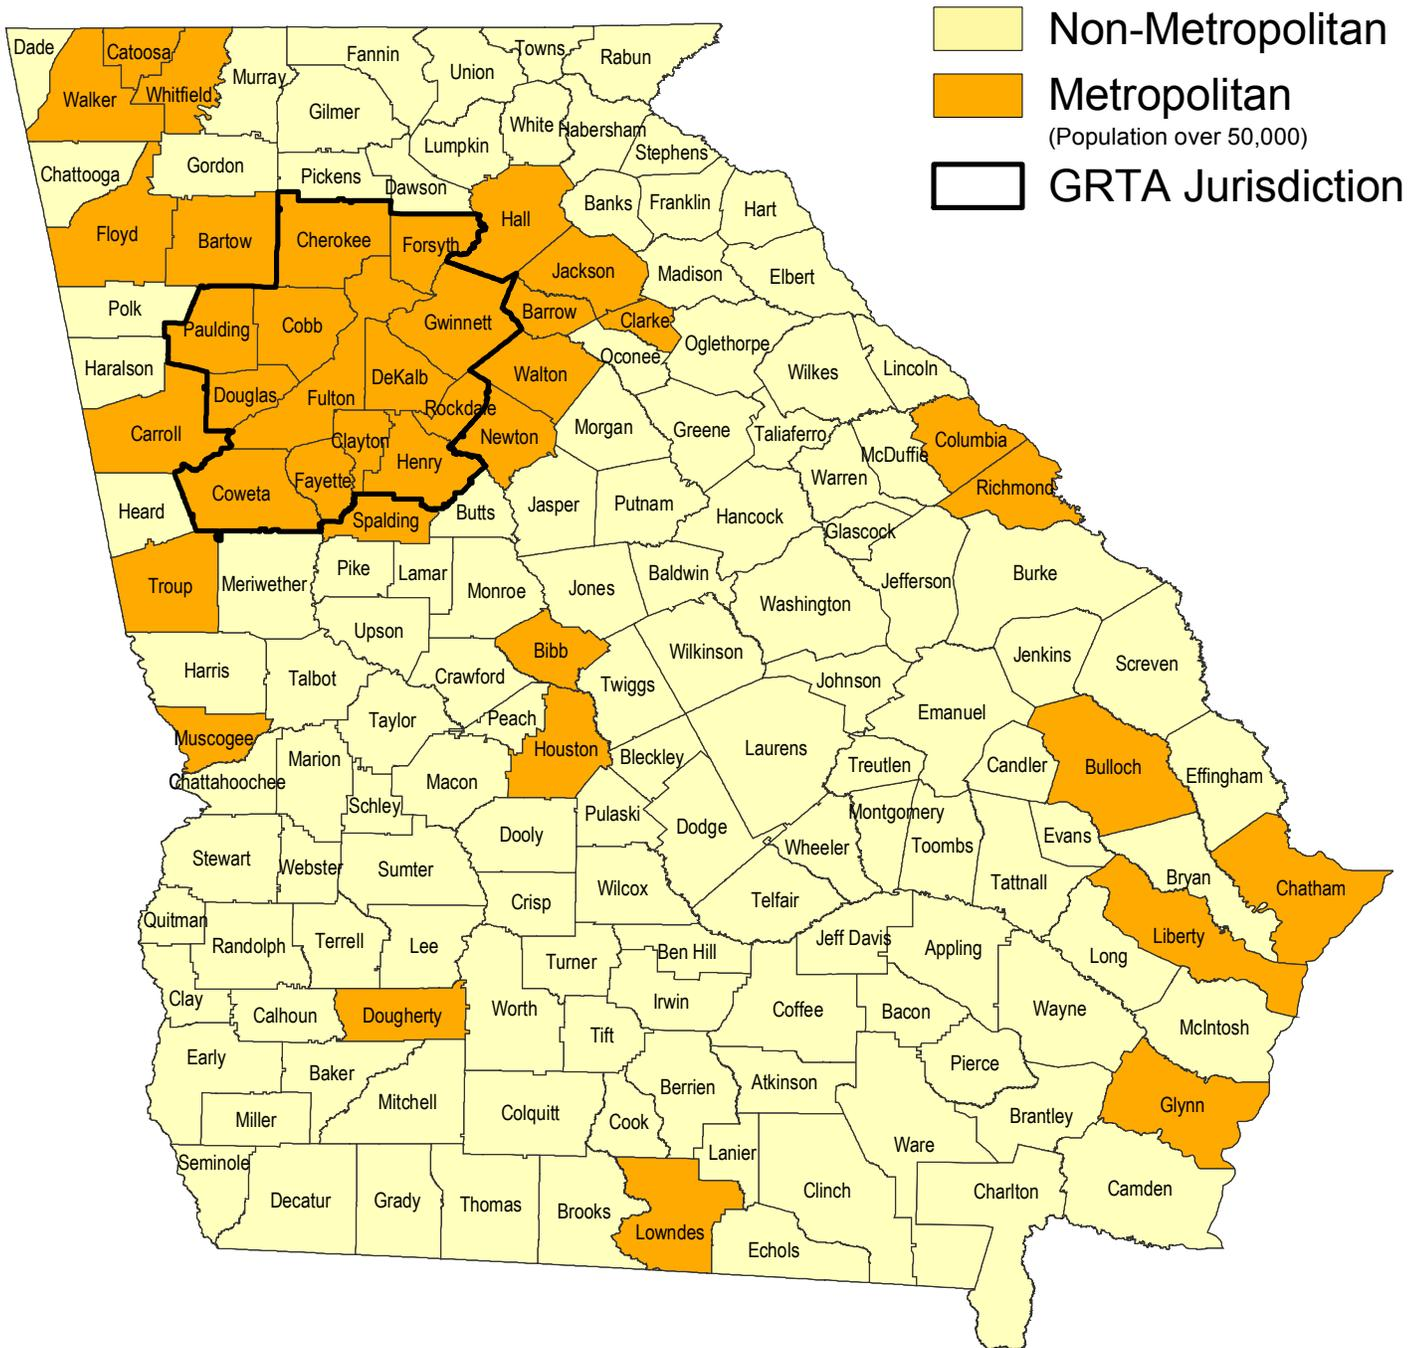 Non-Metropolitan
Metropolitan
(Population over 50,000)
GRTA Jurisdiction
Dade
Catoosa
Walker
Whitfield
Murray
Fannin
Union
Towns
Rabun
Gilmer
White
Habersham
Lumpkin
Stephens
Chattooga
Gordon
Pickens
Dawson
Hall
Banks
Franklin
Hart
Floyd
Bartow
Cherokee
Forsyth
Jackson
Madison
Elbert
Polk
Paulding
Cobb
Gwinnett
Barrow
Clarke
Oconee
Oglethorpe
Wilkes
Lincoln
Haralson
Douglas
Fulton
DeKalb
Rockdale
Walton
Carroll
Clayton
Henry
Newton
Morgan
Greene
Taliaferro
McDuffie
Columbia
Warren
Richmond
Heard
Coweta
Fayette
Spalding
Butts
Jasper
Putnam
Hancock
Glascock
Troup
Meriwether
Pike
Lamar
Monroe
Jones
Baldwin
Washington
Jefferson
Burke
Upson
Bibb
Wilkinson
Jenkins
Screven
Harris
Talbot
Crawford
Twiggs
Johnson
Emanuel
Muscogee
Taylor
Peach
Houston
Bleckley
Laurens
Treutlen
Candler
Bulloch
Effingham
Chattahoochee
Marion
Schley
Macon
Pulaski
Dodge
Montgomery
Wheeler
Toombs
Evans
Dooly
Stewart
Webster
Sumter
Crisp
Wilcox
Telfair
Tattnall
Bryan
Chatham
Quitman
Randolph
Terrell
Lee
Turner
Ben Hill
Jeff Davis
Appling
Long
Liberty
Clay
Calhoun
Dougherty
Worth
Tift
Irwin
Coffee
Bacon
Wayne
McIntosh
Early
Baker
Mitchell
Berrien
Atkinson
Pierce
Miller
Colquitt
Cook
Brantley
Glynn
Seminole
Decatur
Grady
Thomas
Brooks
Lanier
Ware
Clinch
Charlton
Camden
Lowndes
Echols